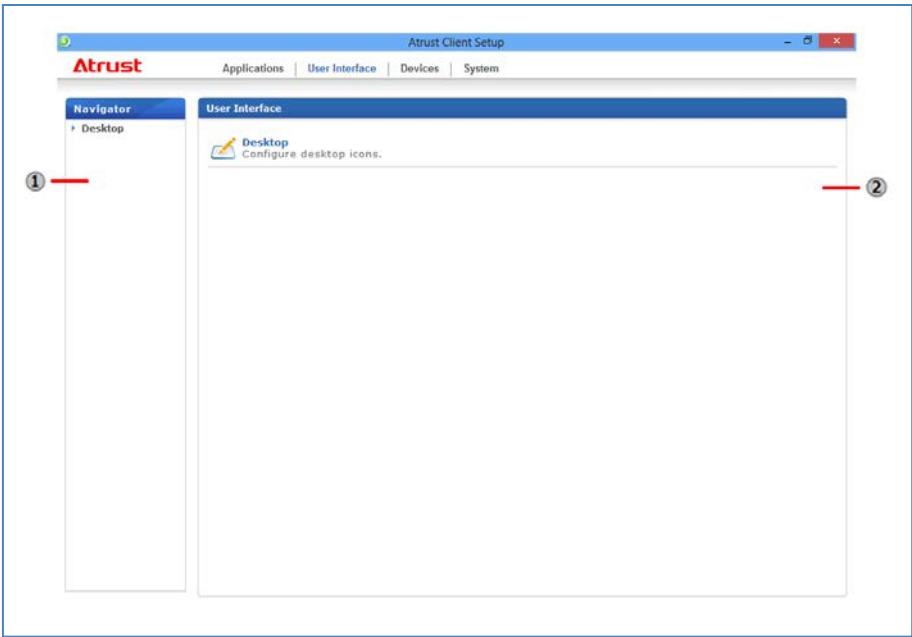 Atrust Client Setup
Atrust
Applications | User Interface | Devices | System
Navigator
Desktop
User Interface
Desktop
Configure desktop icons.
①
②